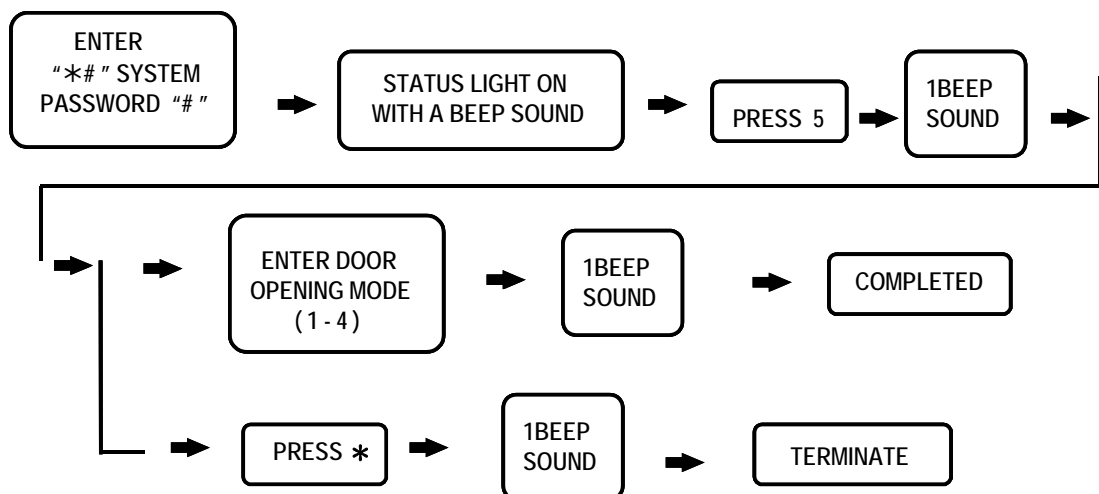 ENTER
“*#” SYSTEM
PASSWORD “#”
STATUS LIGHT ON
WITH A BEEP SOUND
PRESS 5
1BEEP
SOUND
ENTER DOOR
OPENING MODE
(1-4)
1BEEP
SOUND
COMPLETED
PRESS *
1BEEP
SOUND
TERMINATE